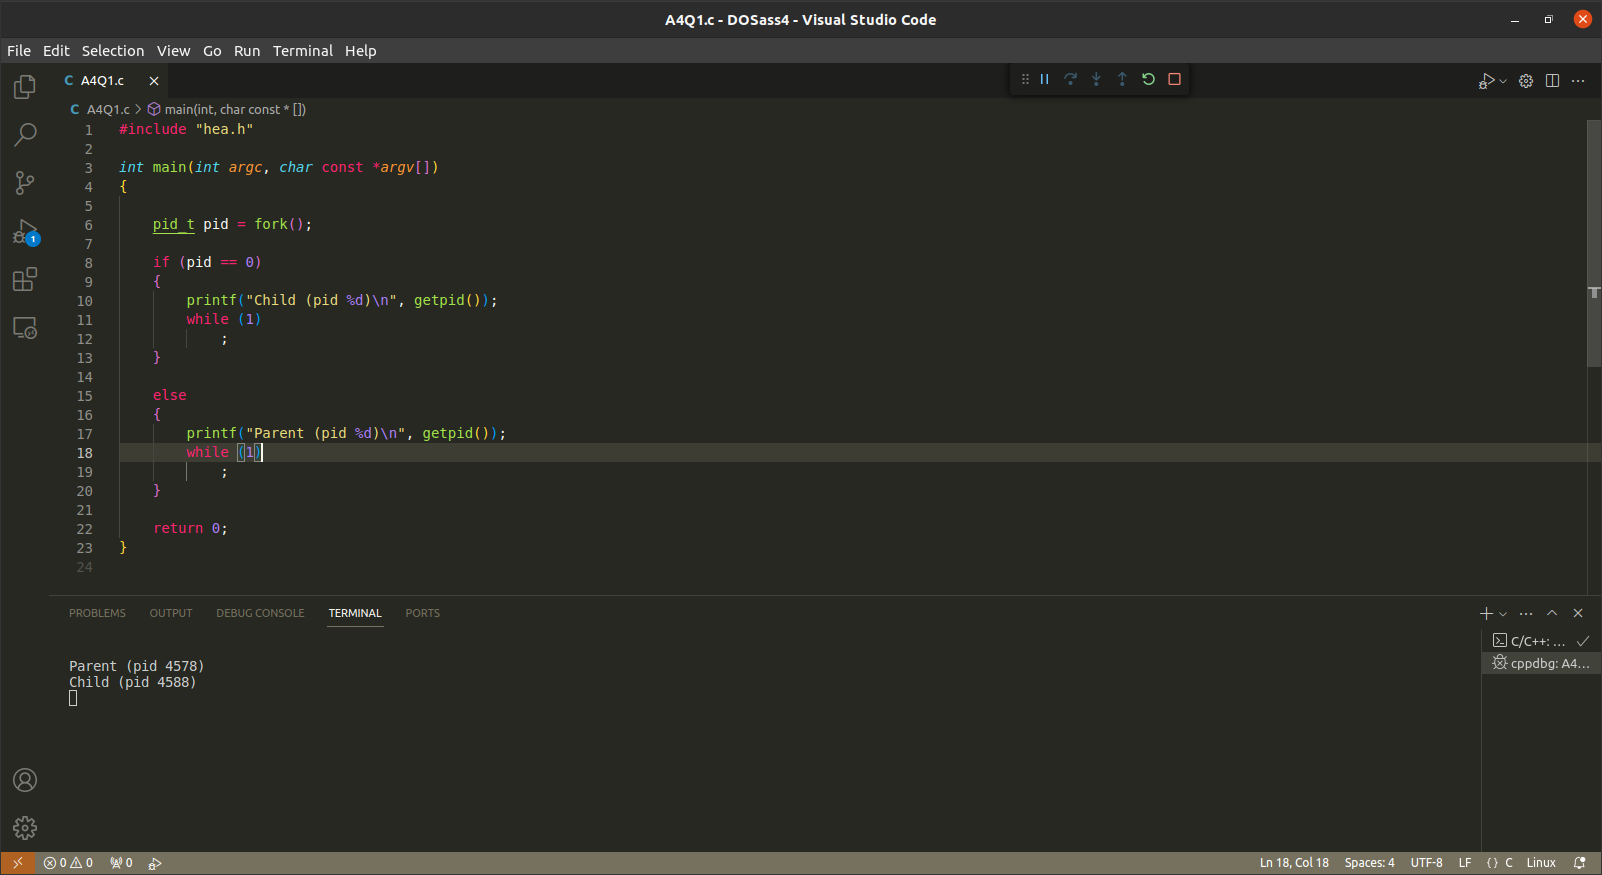 A4Q1.c - DOSass4 - Visual Studio Code
File Edit Selection View Go Run Terminal Help
C A4Q1.c
C A4Q1.c > main(int, char const * [])
1 #include "hea.h"
2
3 int main(int argc, char const *argv[])
4 {
5
6 pid_t pid = fork();
7
8 if (pid == 0)
9 {
10 printf("Child (pid %d)\n", getpid());
11 while (1)
12 ;
13 }
14
15 else
16 {
17 printf("Parent (pid %d)\n", getpid());
18 while (1)
19 ;
20 }
21
22 return 0;
23 }
24
1
PROBLEMS OUTPUT DEBUG CONSOLE TERMINAL PORTS
C/C++: ...
cppdbg: A4...
Parent (pid 4578)
Child (pid 4588)
0 0 0 Ln 18, Col 18 Spaces: 4 UTF-8 LF {} C Linux